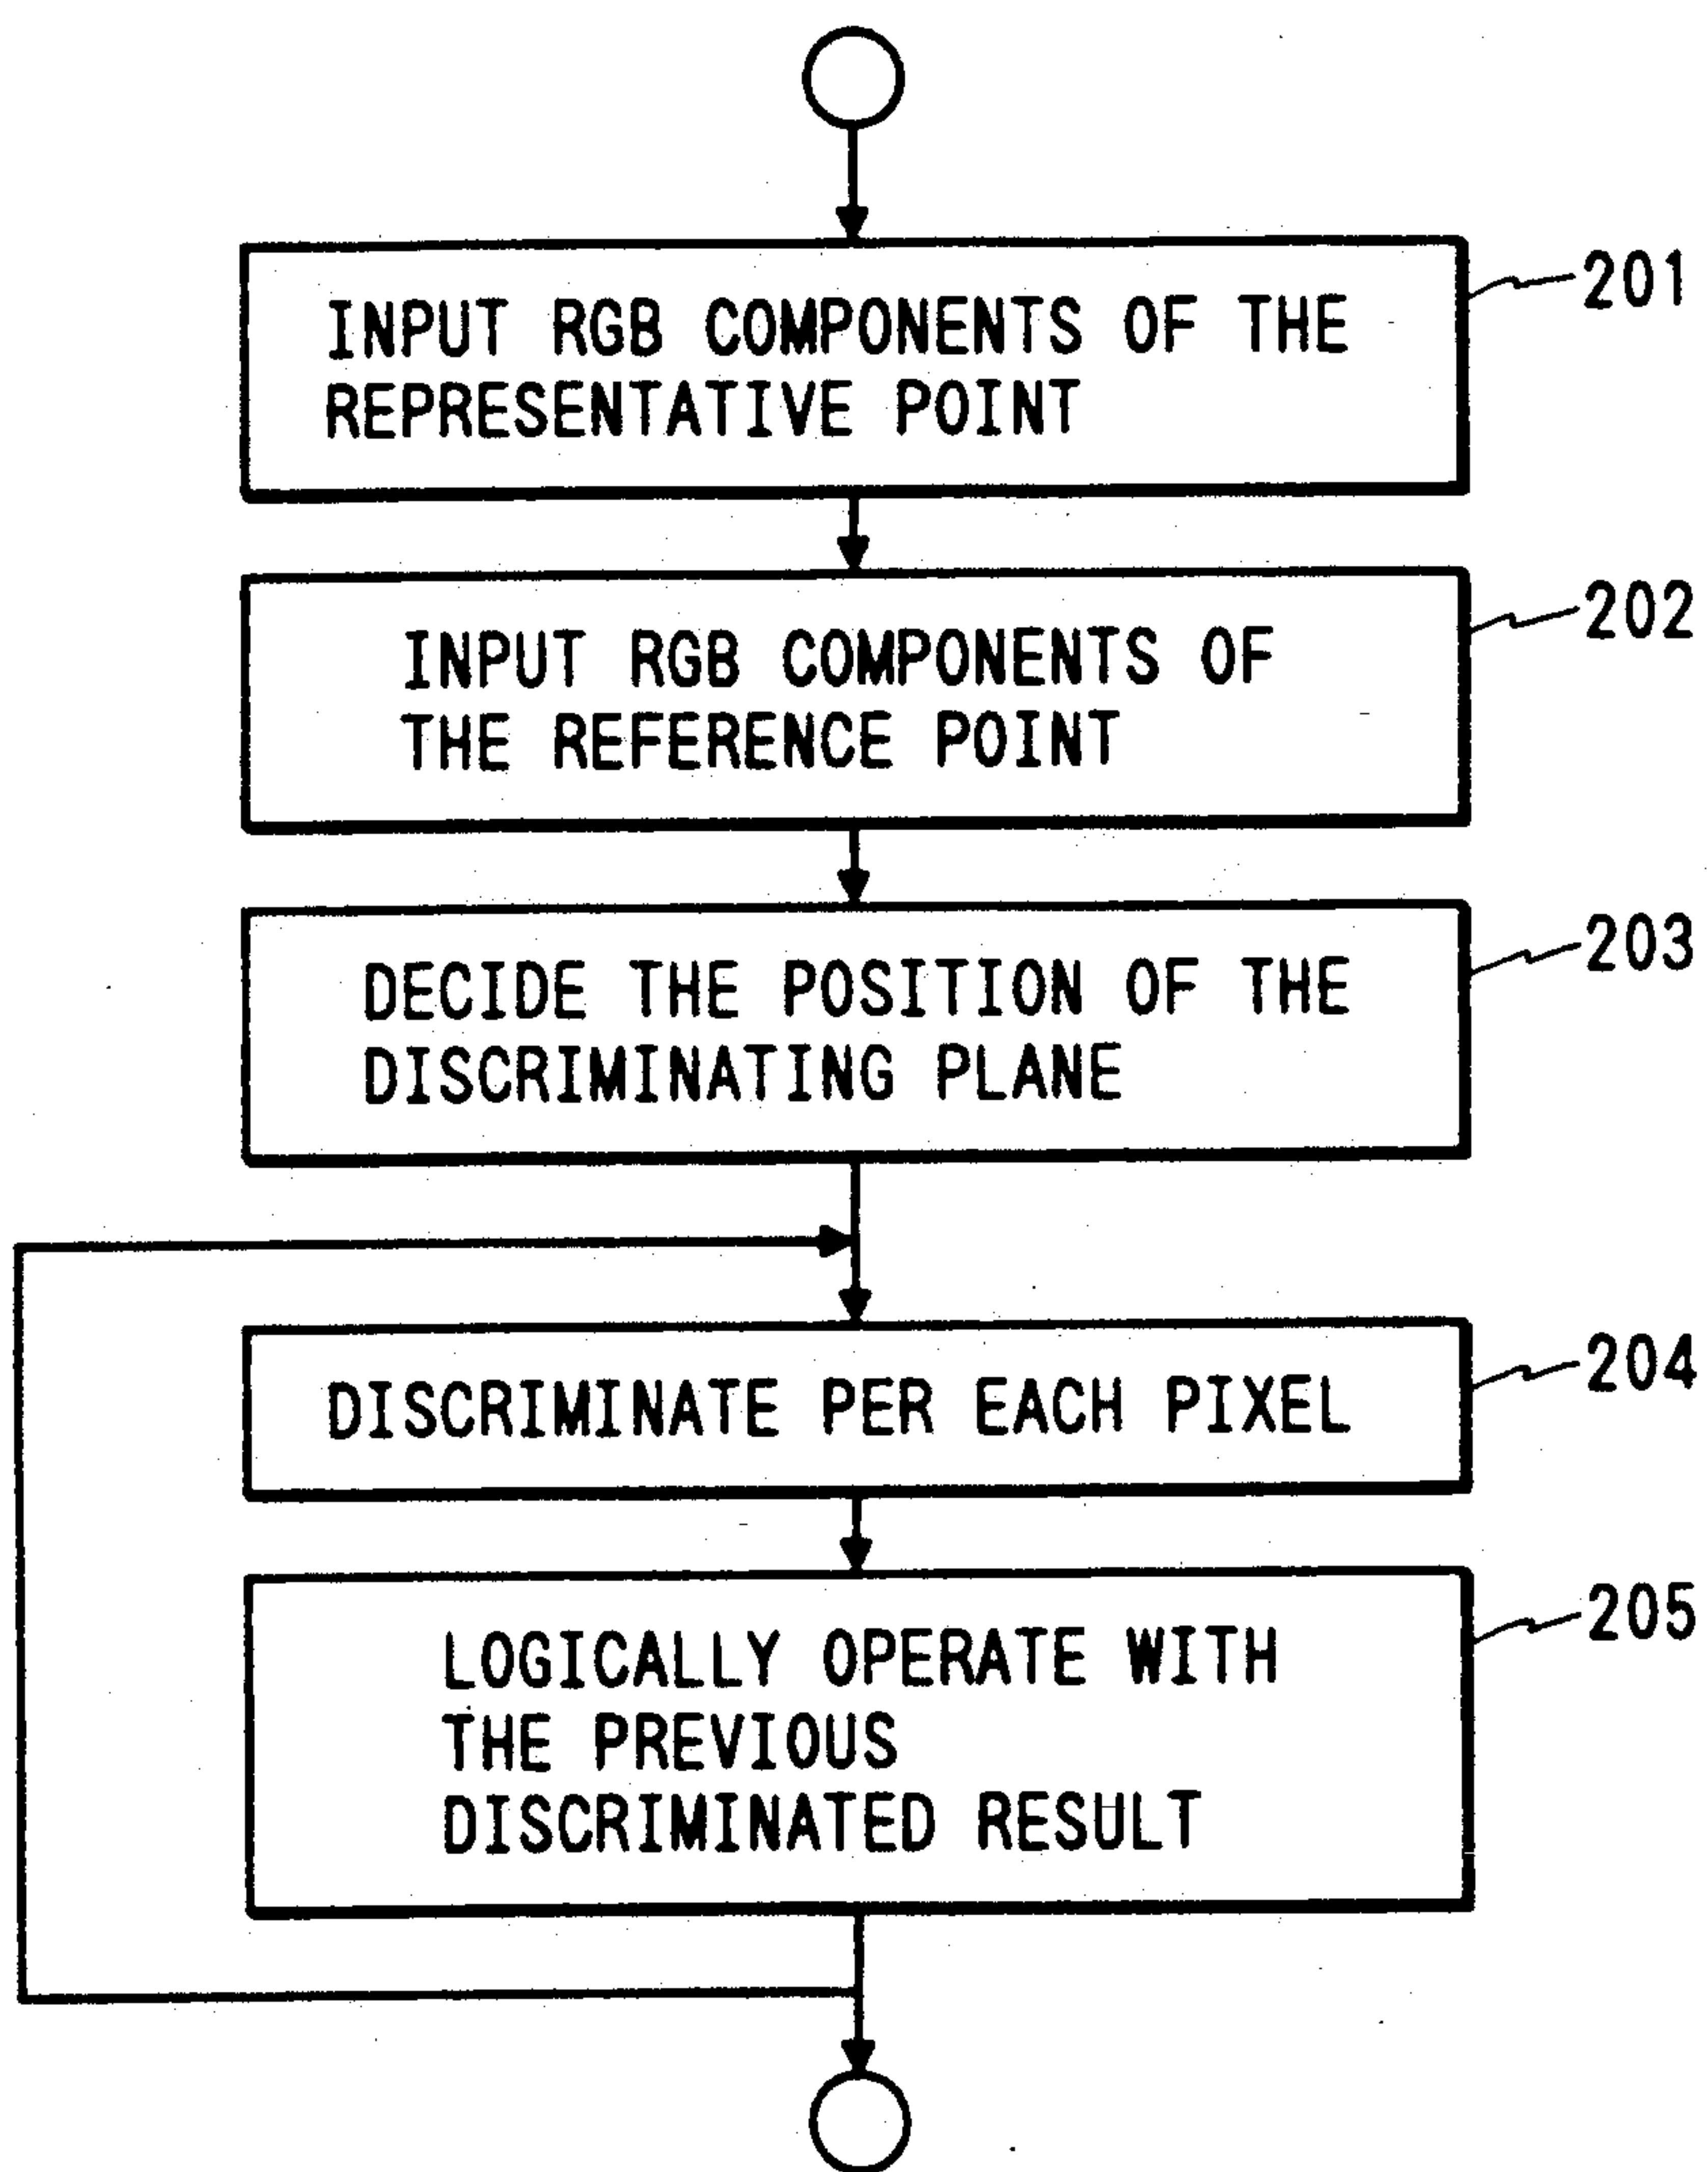 INPUT RGB COMPONENTS OF THE
REPRESENTATIVE POINT
201
INPUT RGB COMPONENTS OF
THE REFERENCE POINT
202
DECIDE THE POSITION OF THE
DISCRIMINATING PLANE
203
DISCRIMINATE PER EACH PIXEL
204
LOGICALLY OPERATE WITH
THE PREVIOUS
DISCRIMINATED RESULT
205